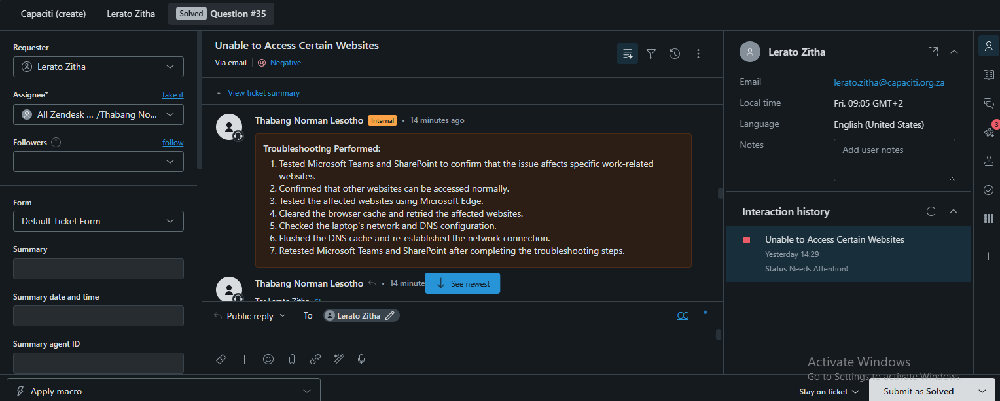 Capaciti (create)
Lerato Zitha
Solved Question #35
Requester
Lerato Zitha
Assignee*
take it
All Zendesk ... /Thabang No...
Followers
follow
Form
Default Ticket Form
Summary
Summary date and time
Summary agent ID
Apply macro
Unable to Access Certain Websites
Via email
Negative
View ticket summary
Thabang Norman Lesotho Internal • 14 minutes ago
Troubleshooting Performed:
1. Tested Microsoft Teams and SharePoint to confirm that the issue affects specific work-related
websites.
2. Confirmed that other websites can be accessed normally.
3. Tested the affected websites using Microsoft Edge.
4. Cleared the browser cache and retried the affected websites.
5. Checked the laptop's network and DNS configuration.
6. Flushed the DNS cache and re-established the network connection.
7. Retested Microsoft Teams and SharePoint after completing the troubleshooting steps.
Thabang Norman Lesotho • 14 minute
See newest
To: Lerato Zitha
Public reply
To
Lerato Zitha
CC
Lerato Zitha
Email
lerato.zitha@capaciti.org.za
Local time
Fri, 09:05 GMT+2
Language
English (United States)
Notes
Add user notes
Interaction history
Unable to Access Certain Websites
Yesterday 14:29
Status Needs Attention!
3
Activate Windows
Go to Settings to activate Windows.
Stay on ticket
Submit as Solved